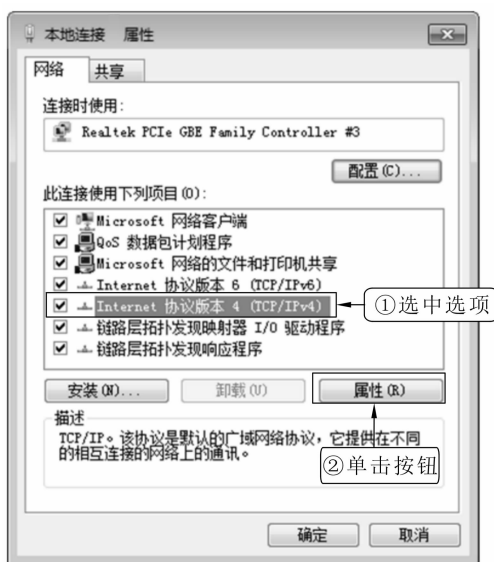 本地连接 属性
网络 共享
连接时使用:
Realtek PCIe GBE Family Controller #3
配置(C)...
此连接使用下列项目(O):
Microsoft 网络客户端
QoS 数据包计划程序
Microsoft 网络的文件和打印机共享
Internet 协议版本 6 (TCP/IPv6)
Internet 协议版本 4 (TCP/IPv4)
①选中选项
链路层拓扑发现映射器 I/O 驱动程序
链路层拓扑发现响应程序
安装(N)... 卸载(U) 属性(R)
描述
TCP/IP。该协议是默认的广域网络协议，它提供在不同
的相互连接的网络上的通讯。
②单击按钮
确定 取消